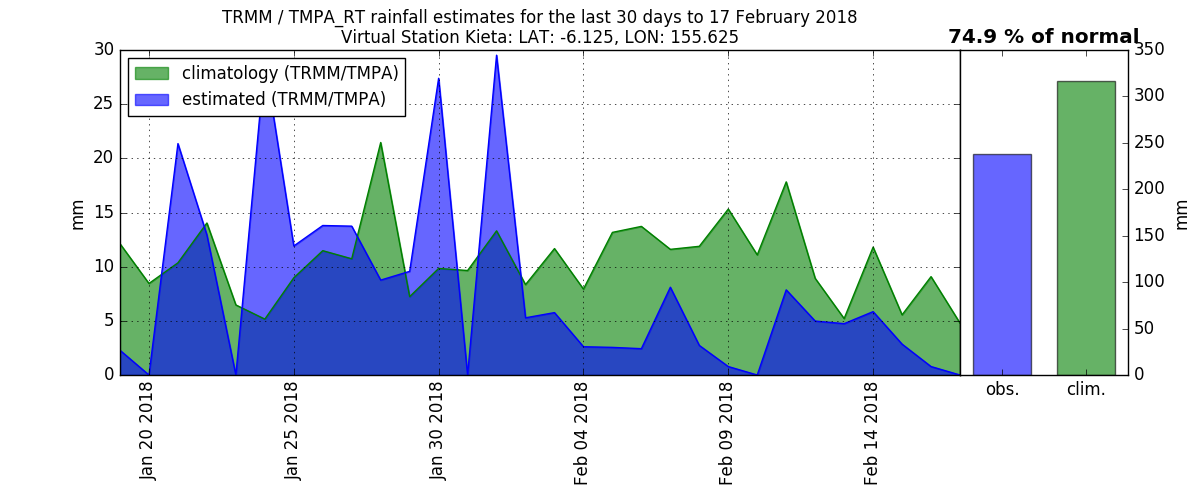 TRMM / TMPA_RT rainfall estimates for the last 30 days to 17 February 2018
Virtual Station Kieta: LAT: -6.125, LON: 155.625
74.9 % of normal
climatology (TRMM/TMPA)
estimated (TRMM/TMPA)
30
25
20
15
10
5
0
mm
Jan 20 2018
Jan 25 2018
Jan 30 2018
Feb 04 2018
Feb 09 2018
Feb 14 2018
350
300
250
200
150
100
50
0
mm
obs.
clim.